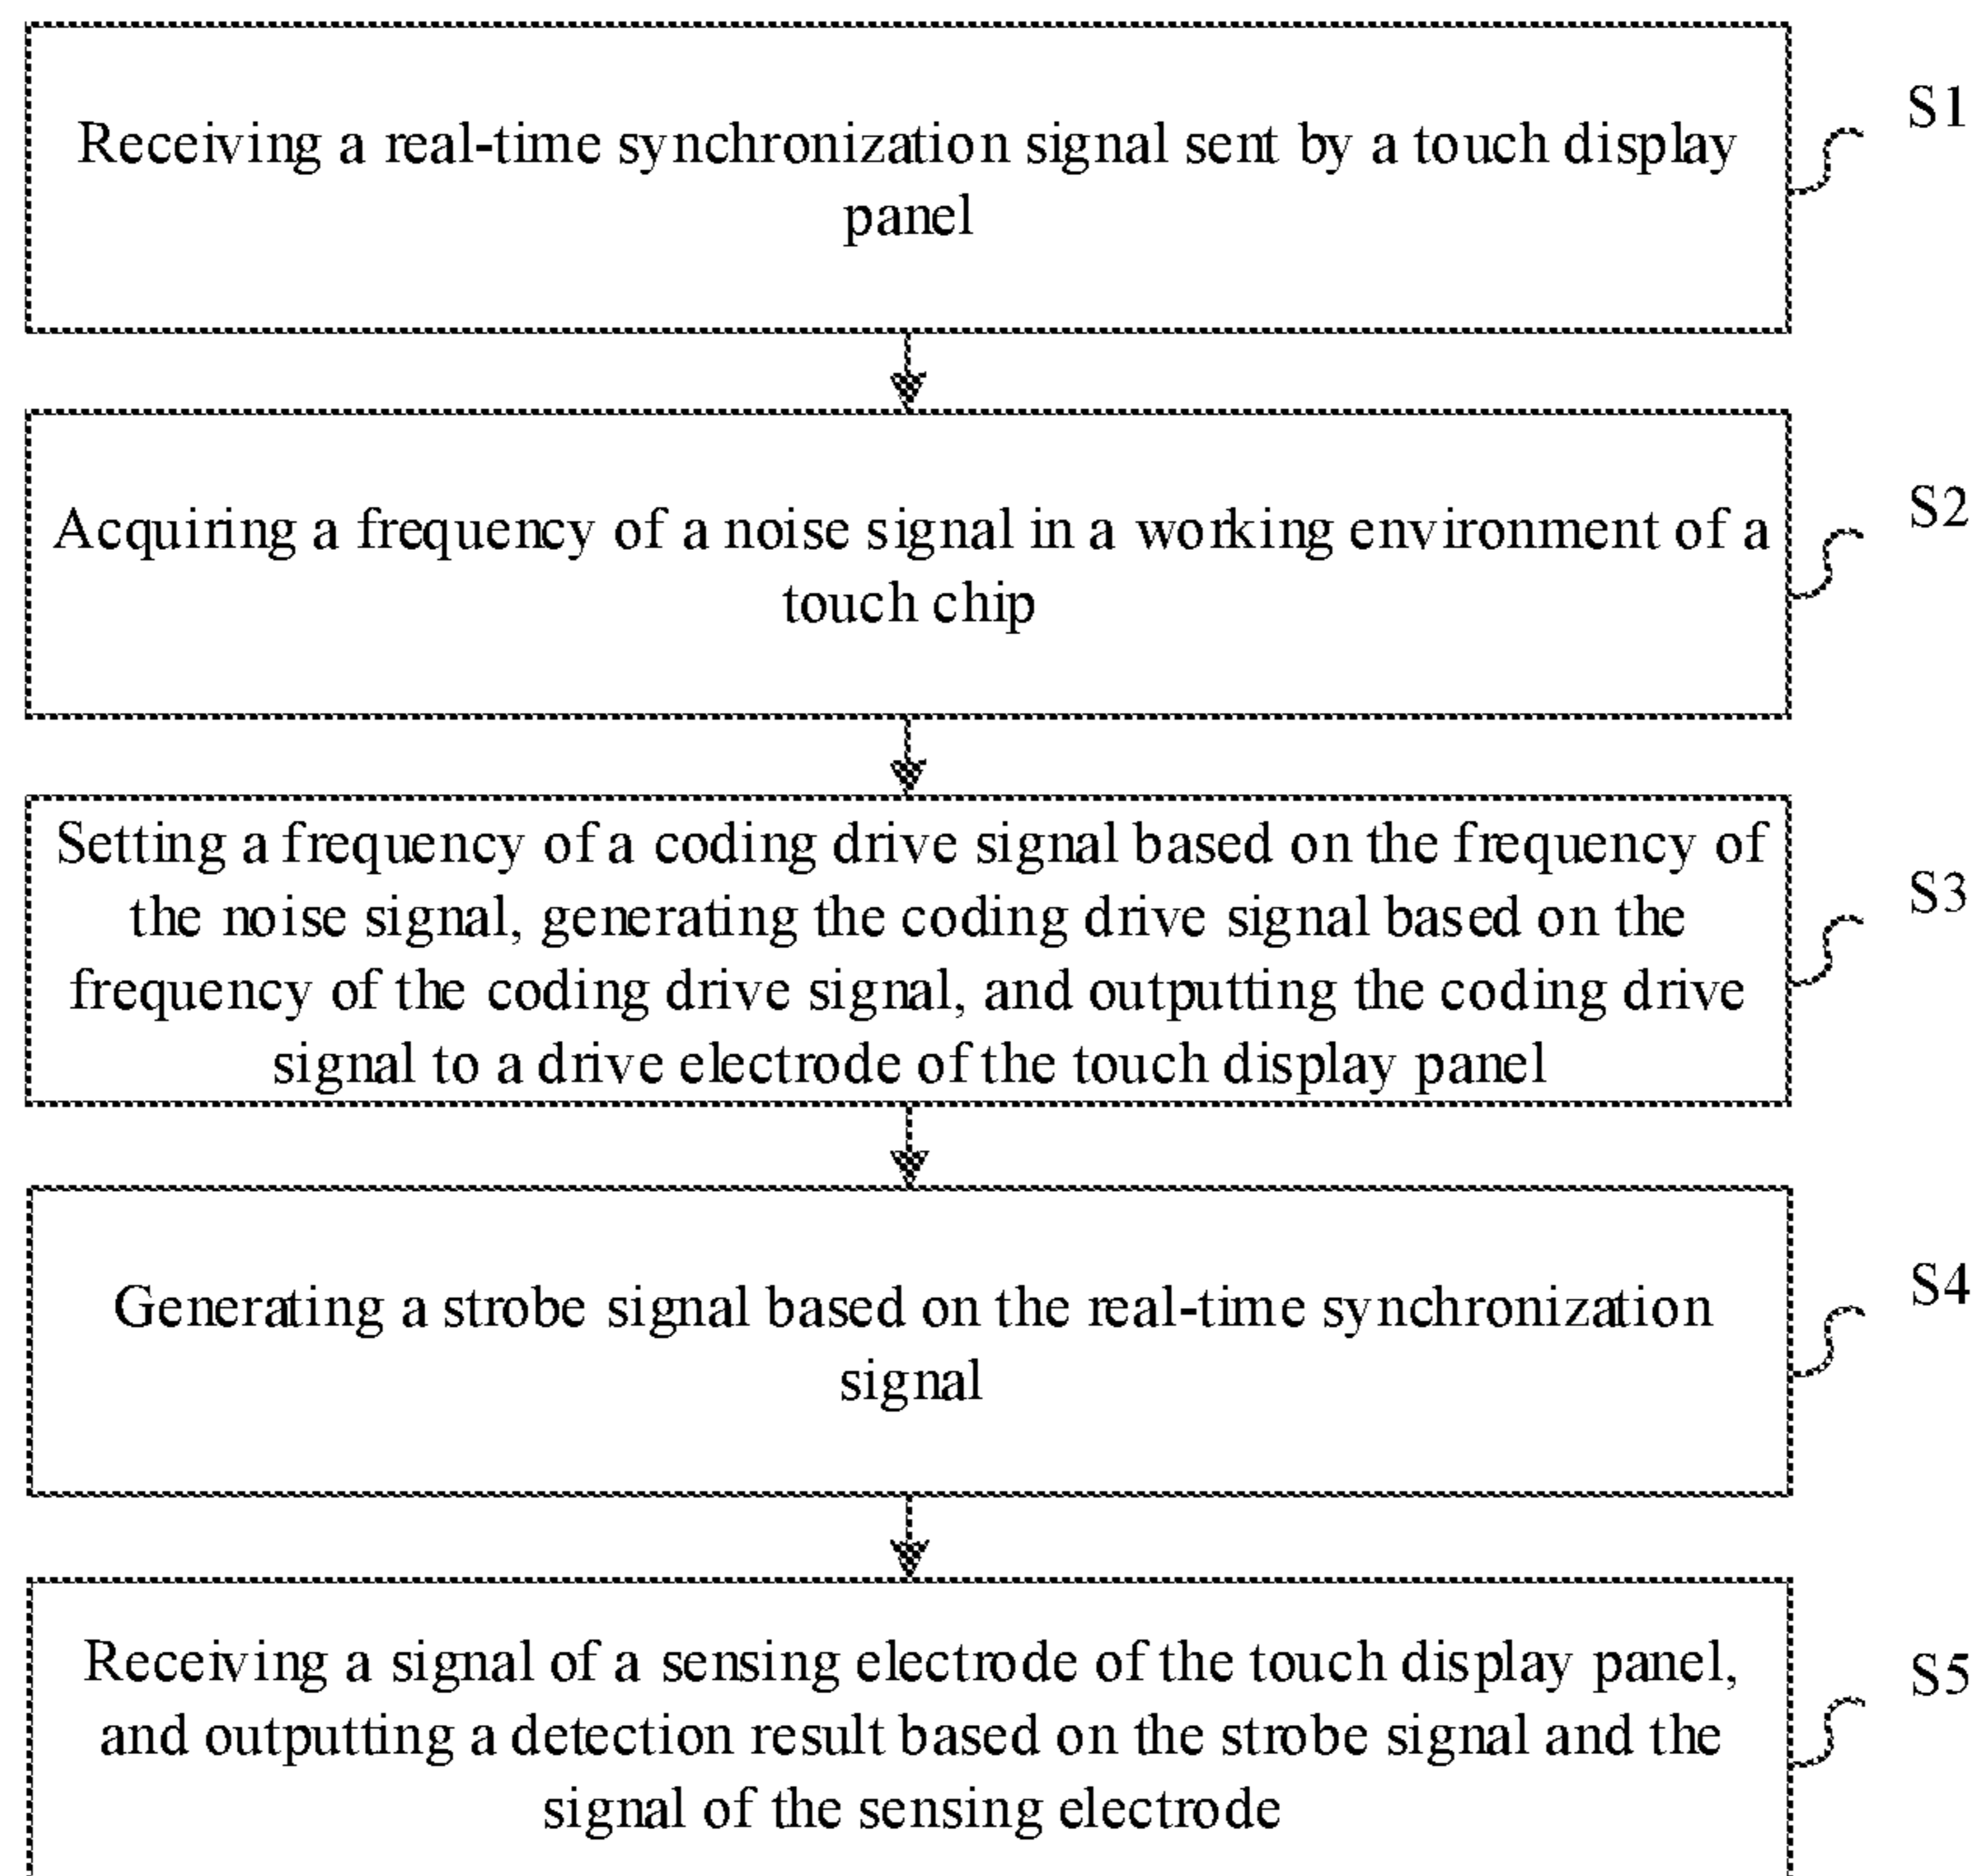 Receiving a real-time synchronization signal sent by a touch display
panel
S1
Acquiring a frequency of a noise signal in a working environment of a
touch chip
S2
Setting a frequency of a coding drive signal based on the frequency of
the noise signal, generating the coding drive signal based on the
frequency of the coding drive signal, and outputting the coding drive
signal to a drive electrode of the touch display panel
S3
Generating a strobe signal based on the real-time synchronization
signal
S4
Receiving a signal of a sensing electrode of the touch display panel,
and outputting a detection result based on the strobe signal and the
signal of the sensing electrode
S5